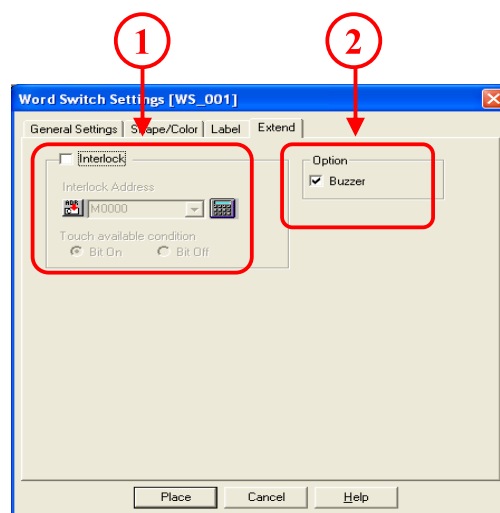 1 2
Word Switch Settings [WS_001]
General Settings Shape/Color Label Extend
Interlock
Option
Buzzer
Interlock Address
M0000
Touch available condition
Bit On Bit Off
Place Cancel Help